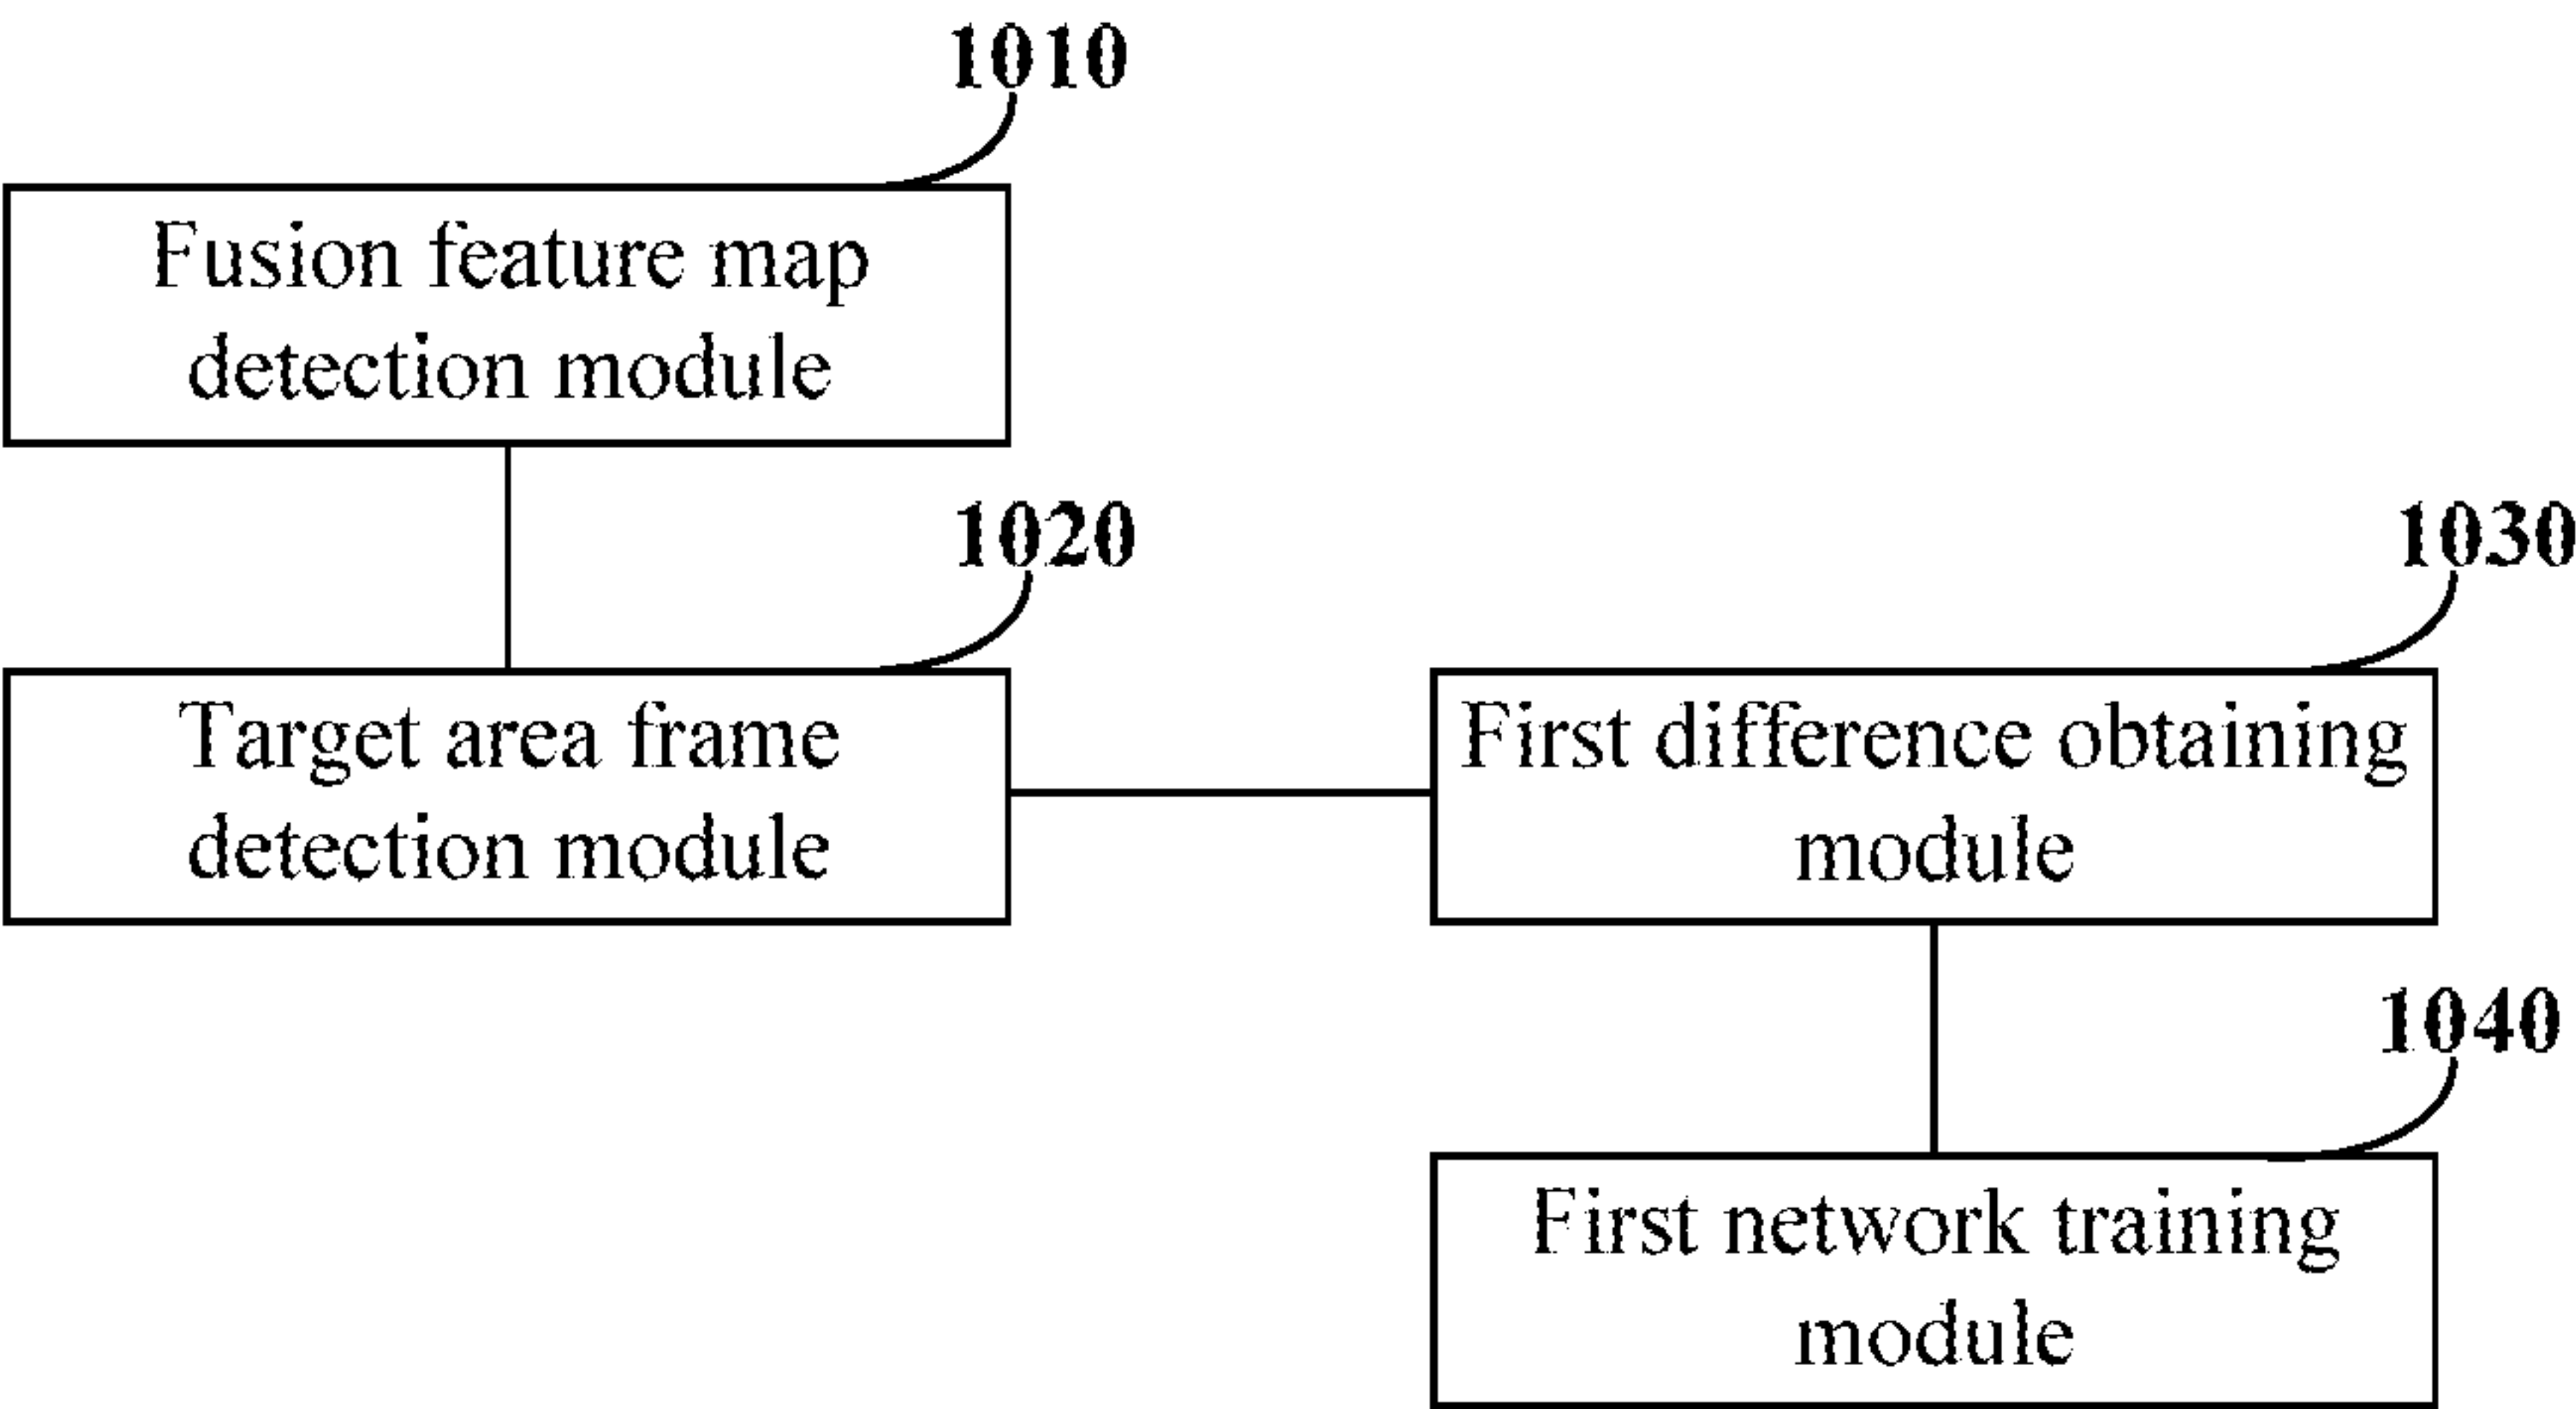 1010
Fusion feature map
detection module
1020
Target area frame
detection module
1030
First difference obtaining
module
1040
First network training
module